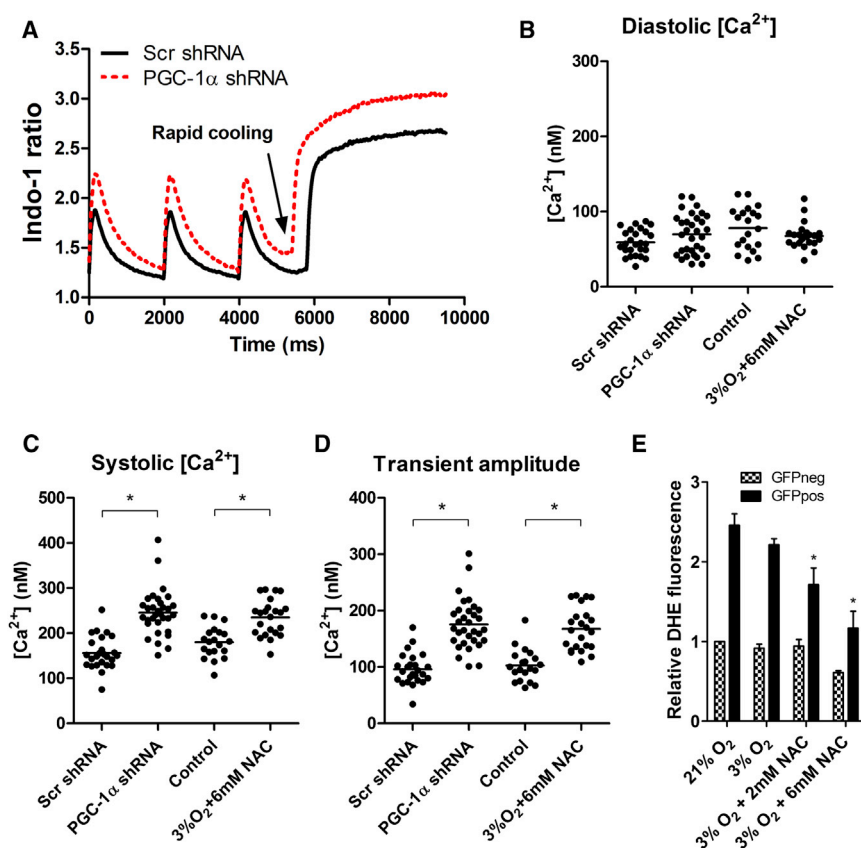 A
Scr shRNA
PGC-1α shRNA
3.5
3.0
2.5
2.0
1.5
1.0
Indo-1 ratio
Rapid cooling
0
2000
4000
6000
8000
10000
Time (ms)
B
Diastolic [Ca²⁺]
300
200
100
0
[Ca²⁺] (nM)
Scr shRNA
PGC-1α shRNA
Control
3%O₂+6mM NAC
C
Systolic [Ca²⁺]
500
400
300
200
100
0
[Ca²⁺] (nM)
*
*
Scr shRNA
PGC-1α shRNA
Control
3%O₂+6mM NAC
D
Transient amplitude
400
300
200
100
0
[Ca²⁺] (nM)
*
*
Scr shRNA
PGC-1α shRNA
Control
3%O₂+6mM NAC
E
GFPneg
GFPpos
3
2
1
0
Relative DHE fluorescence
*
*
21% O₂
3% O₂
3% O₂ + 2mM NAC
3% O₂ + 6mM NAC